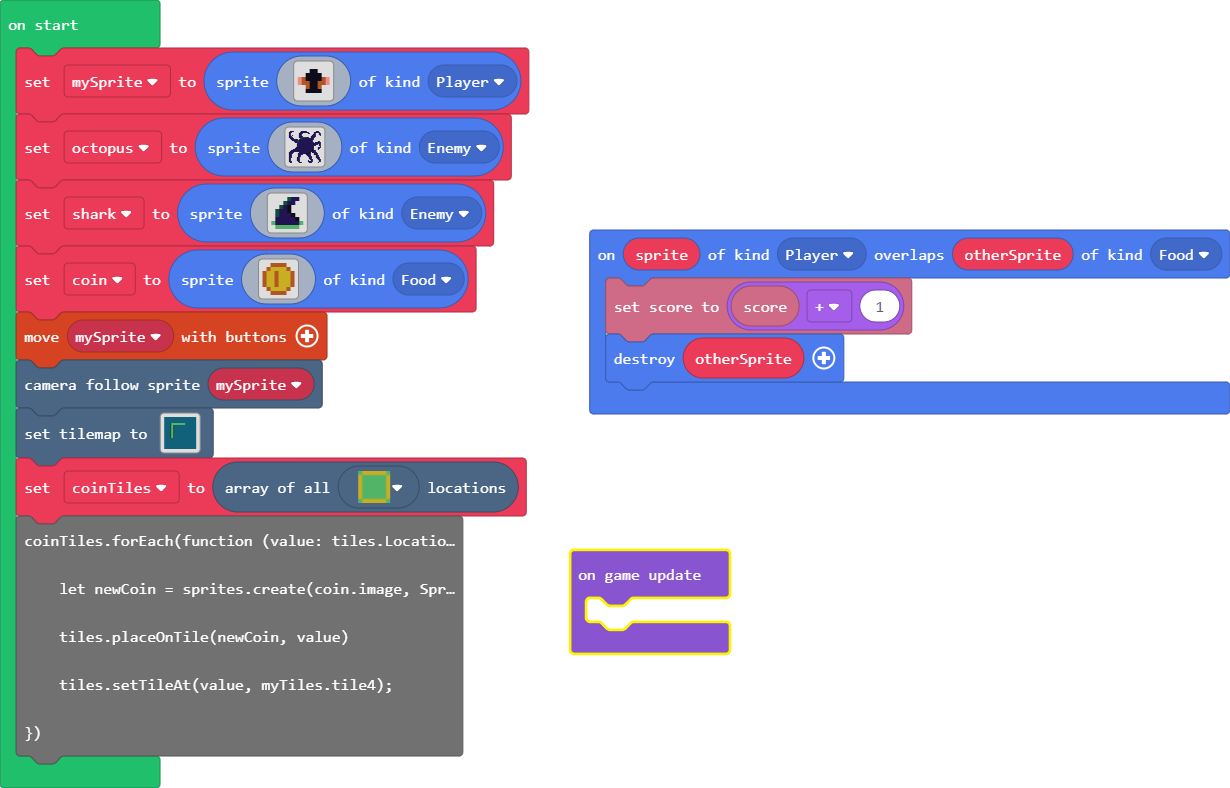 on start
set mySprite to sprite of kind Player
set octopus to sprite of kind Enemy
set shark to sprite of kind Enemy
set coin to sprite of kind Food
move mySprite with buttons
camera follow sprite mySprite
set tilemap to
set coinTiles to array of all locations
coinTiles.forEach(function (value: tiles.Locatio…
let newCoin = sprites.create(coin.image, Spr…
tiles.placeOnTile(newCoin, value)
tiles.setTileAt(value, myTiles.tile4);
})
on sprite of kind Player overlaps otherSprite of kind Food
set score to score + 1
destroy otherSprite
on game update